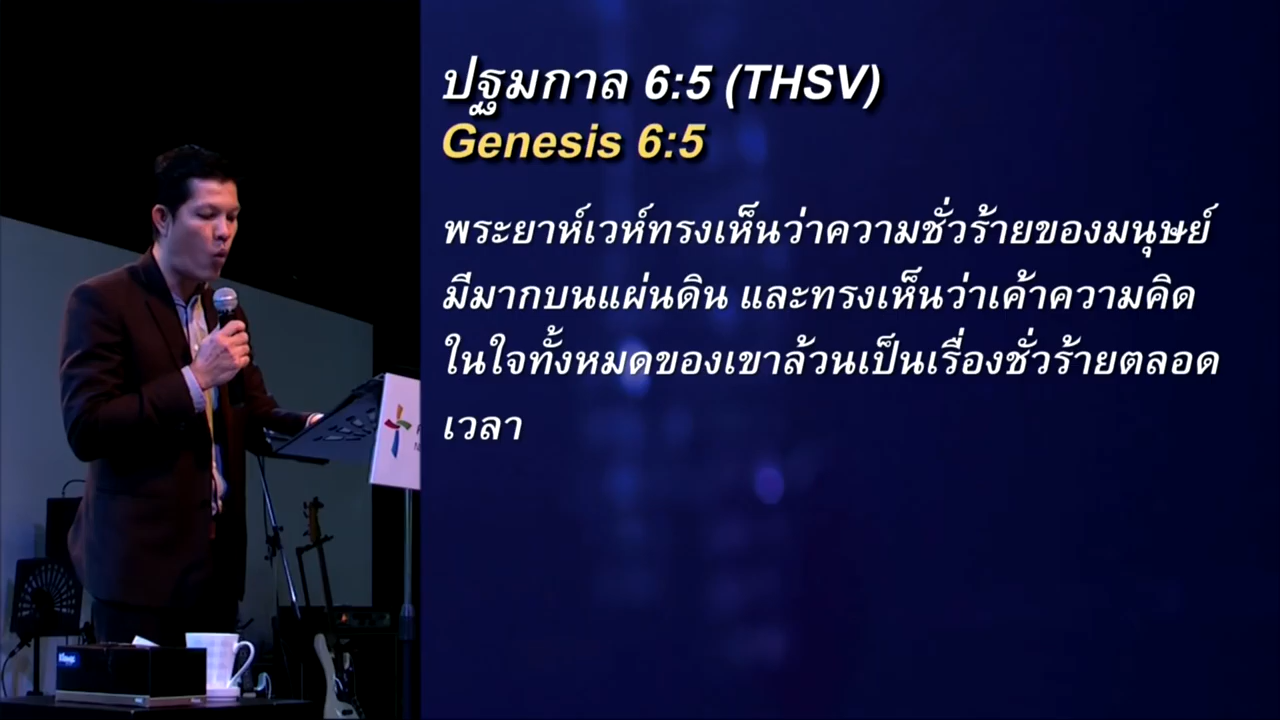 ปฐมกาล 6:5 (THSV)
Genesis 6:5
พระยาห์เวห์ทรงเห็นว่าความชั่วร้ายของมนุษย์
มีมากบนแผ่นดิน และทรงเห็นว่าเค้าความคิด
ในใจทั้งหมดของเขาล้วนเป็นเรื่องชั่วร้ายตลอด
เวลา